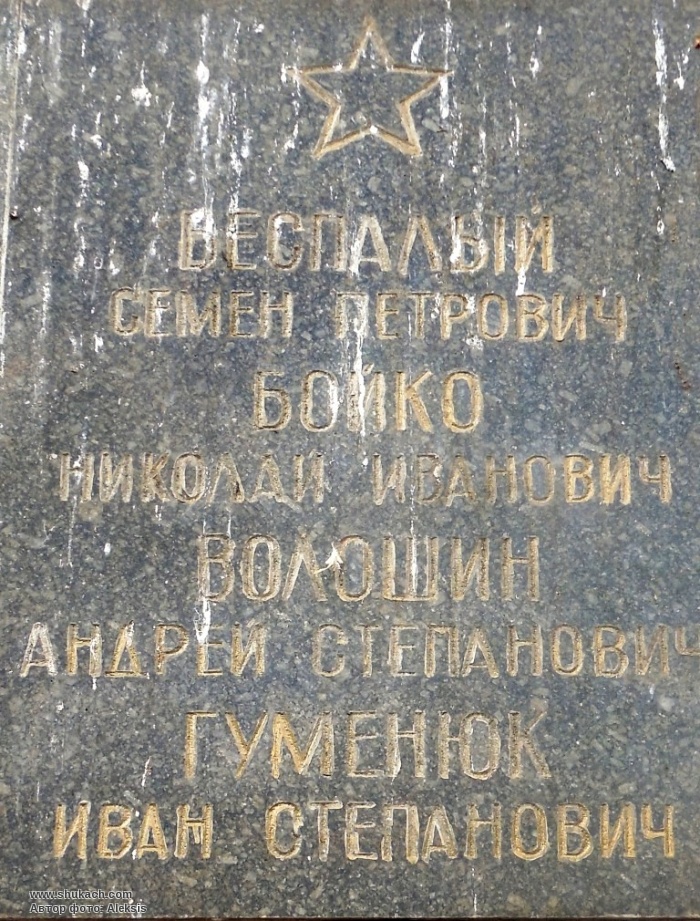 БЕСПАЛЫЙ
СЕМЕН ПЕТРОВИЧ
БОЙКО
НИКОЛАЙ ИВАНОВИЧ
ВОЛОШИН
АНДРЕЙ СТЕПАНОВИЧ
ГУМЕНЮК
ИВАН СТЕПАНОВИЧ
www.shukach.com
Автор фото: Aleksis